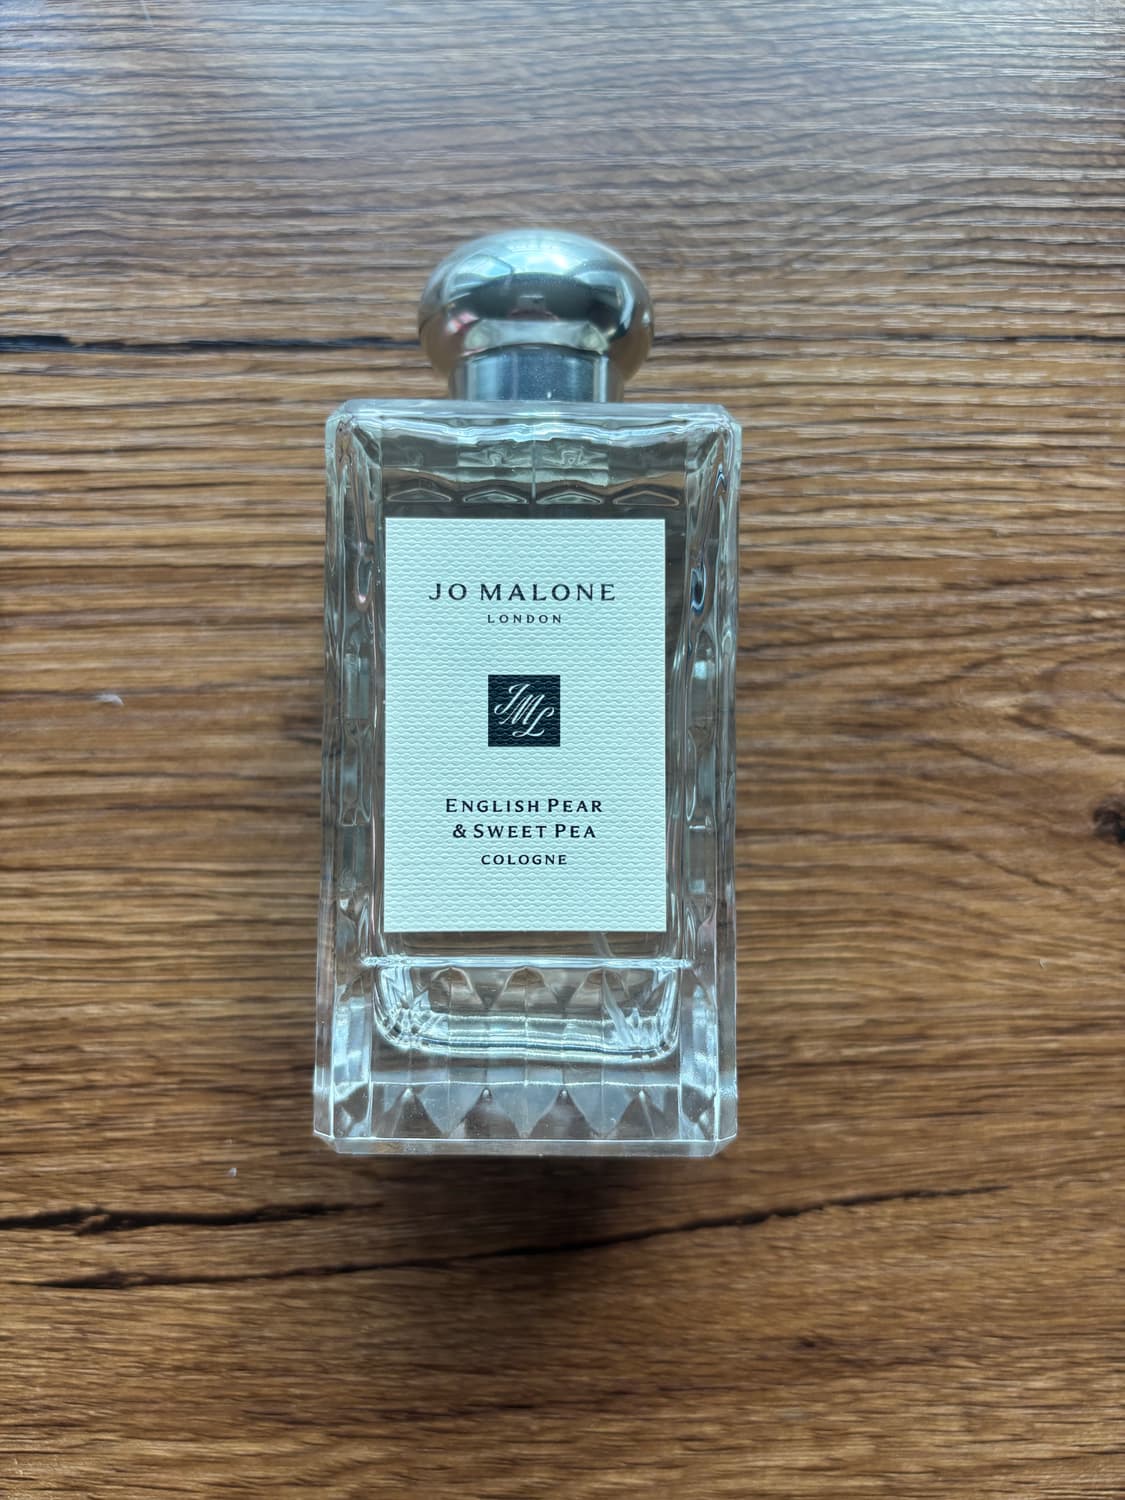 JO MALONE
LONDON
JML
ENGLISH PEAR
& SWEET PEA
COLOGNE